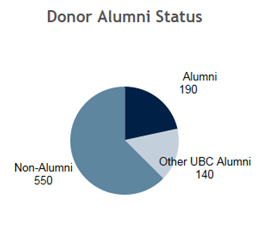 Donor Alumni Status
Alumni
190
Other UBC Alumni
140
Non-Alumni
550